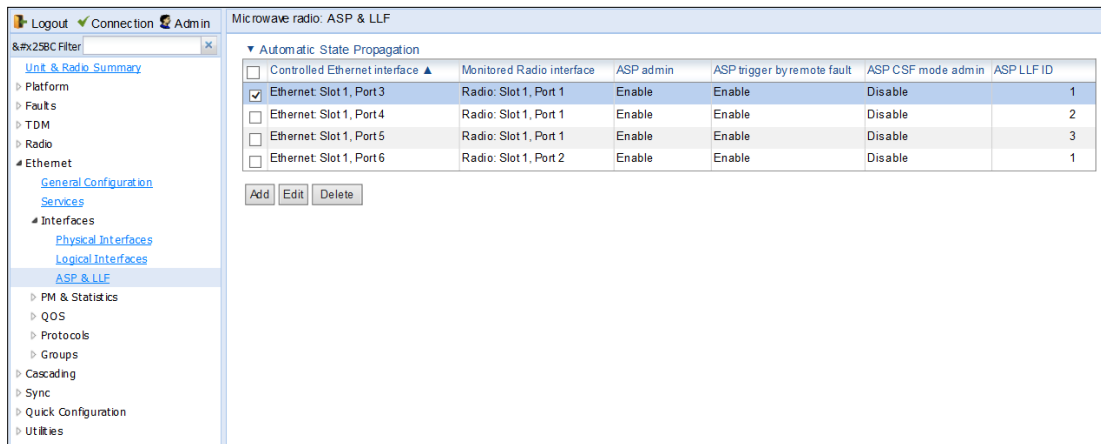 Logout Connection Admin
Microwave radio: ASP & LLF
&#x25BC Filter
Unit & Radio Summary
Platform
Faults
TDM
Radio
Ethernet
General Configuration
Services
Interfaces
Physical Interfaces
Logical Interfaces
ASP & LLF
PM & Statistics
QOS
Protocols
Groups
Cascading
Sync
Quick Configuration
Utilities
▼ Automatic State Propagation
Controlled Ethernet interface ▲ Monitored Radio interface ASP admin ASP trigger by remote fault ASP CSF mode admin ASP LLF ID
Ethernet: Slot 1, Port 3 Radio: Slot 1, Port 1 Enable Enable Disable 1
Ethernet: Slot 1, Port 4 Radio: Slot 1, Port 1 Enable Enable Disable 2
Ethernet: Slot 1, Port 5 Radio: Slot 1, Port 1 Enable Enable Disable 3
Ethernet: Slot 1, Port 6 Radio: Slot 1, Port 2 Enable Enable Disable 1
Add Edit Delete